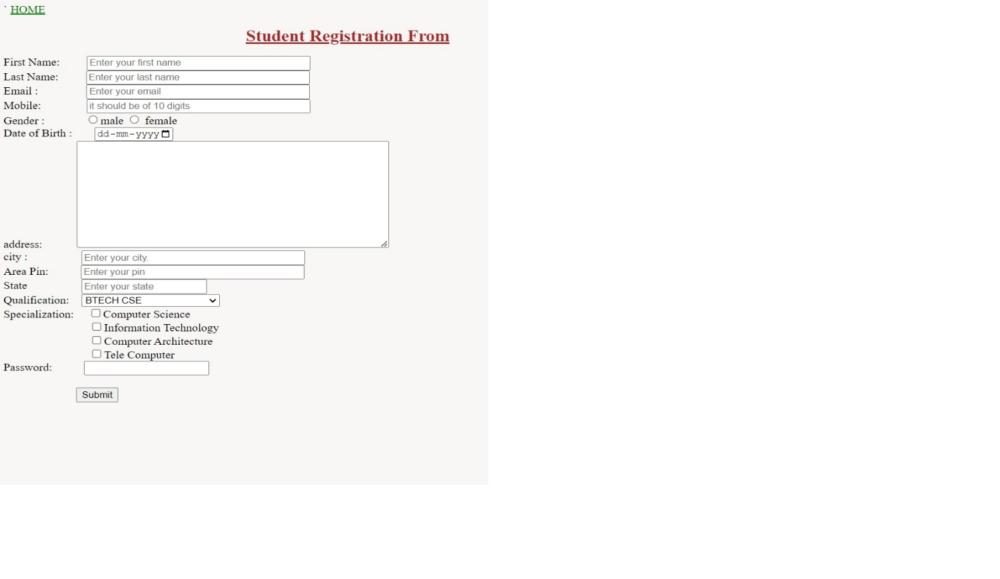 ` HOME
Student Registration From
First Name: Enter your first name
Last Name: Enter your last name
Email : Enter your email
Mobile: it should be of 10 digits
Gender : male female
Date of Birth : dd-mm-yyyy
address:
city : Enter your city.
Area Pin: Enter your pin
State Enter your state
Qualification: BTECH CSE
Specialization: Computer Science
Information Technology
Computer Architecture
Tele Computer
Password:
Submit